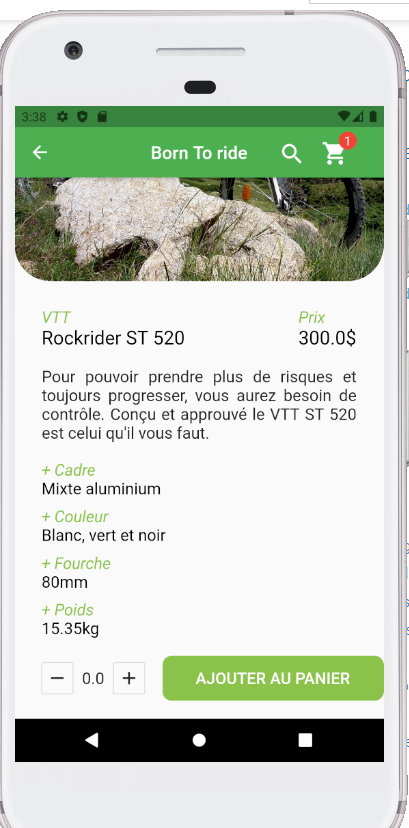 3:38
Born To ride
1
VTT
Prix
Rockrider ST 520
300.0$
Pour pouvoir prendre plus de risques et
toujours progresser, vous aurez besoin de
contrôle. Conçu et approuvé le VTT ST 520
est celui qu'il vous faut.
+ Cadre
Mixte aluminium
+ Couleur
Blanc, vert et noir
+ Fourche
80mm
+ Poids
15.35kg
− 0.0 +
AJOUTER AU PANIER